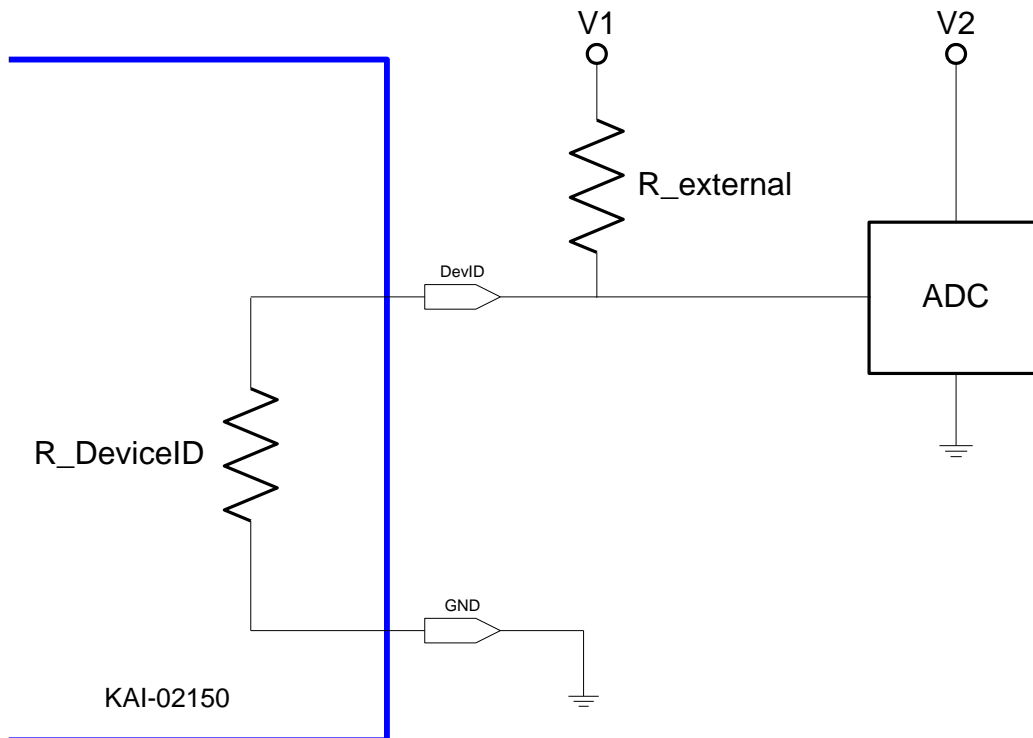 V1
V2
R_external
DevID
ADC
R_DeviceID
GND
KAI-02150